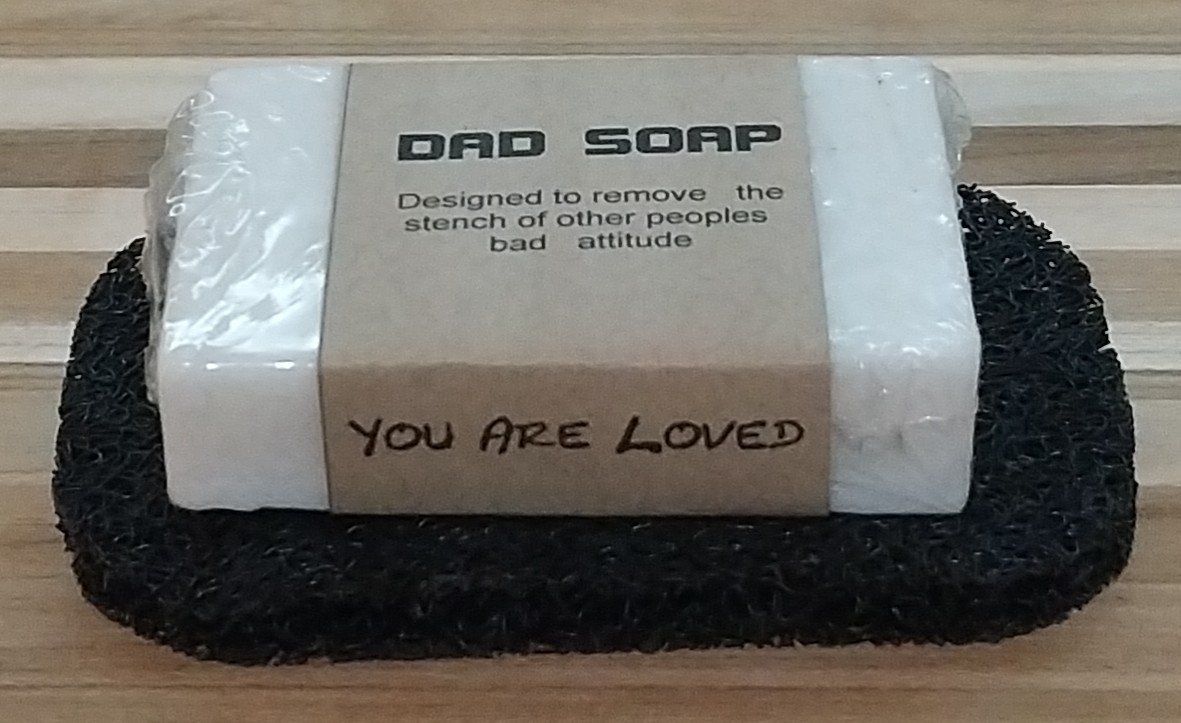 DAD SOAP
Designed to remove the
stench of other peoples
bad attitude
YOU ARE LOVED